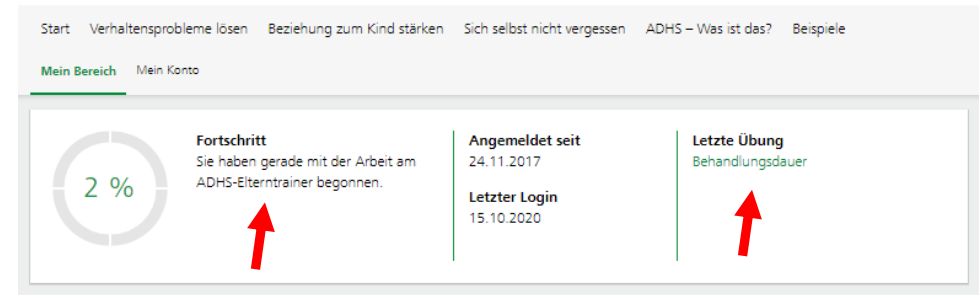 Start Verhaltensprobleme lösen Beziehung zum Kind stärken Sich selbst nicht vergessen ADHS – Was ist das? Beispiele
Mein Bereich Mein Konto
2 %
Fortschritt
Sie haben gerade mit der Arbeit am
ADHS-Elterntrainer begonnen.
Angemeldet seit
24.11.2017
Letzter Login
15.10.2020
Letzte Übung
Behandlungsdauer